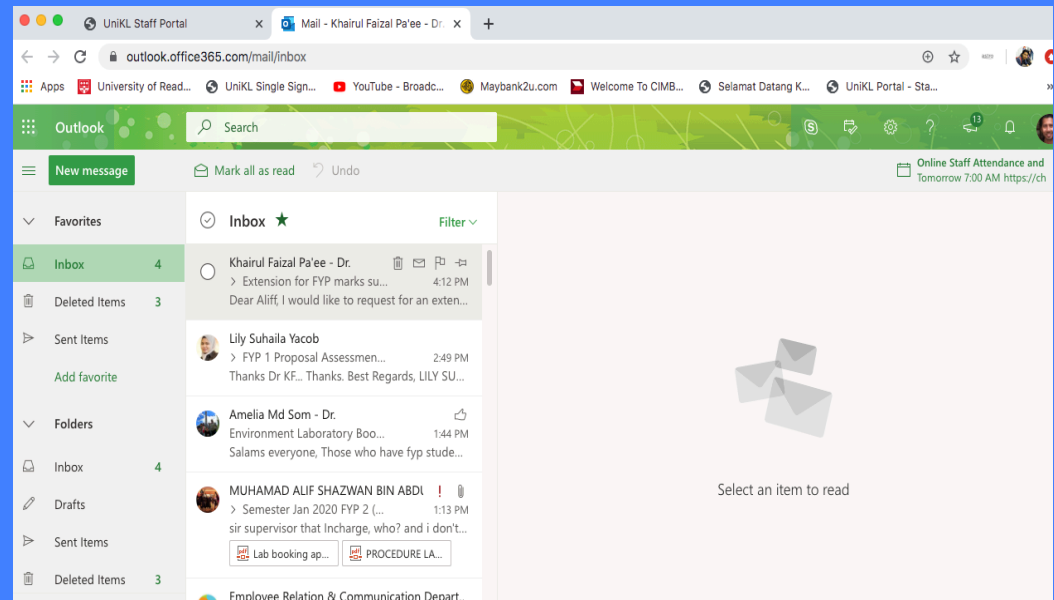 UniKL Staff Portal
Mail - Khairul Faizal Pa'ee - Dr.
outlook.office365.com/mail/inbox
Apps University of Read... UniKL Single Sign... YouTube - Broadc... Maybank2u.com Welcome To CIMB... Selamat Datang K... UniKL Portal - Sta... »
Outlook Search 13
New message Mark all as read Undo
Online Staff Attendance and
Tomorrow 7:00 AM https://ch
Favorites
Inbox 4
Deleted Items 3
Sent Items
Add favorite
Folders
Inbox 4
Drafts
Sent Items
Deleted Items 3
Inbox ★ Filter
Khairul Faizal Pa'ee - Dr.
> Extension for FYP marks su... 4:12 PM
Dear Aliff, I would like to request for an exten...
Lily Suhaila Yacob
> FYP 1 Proposal Assessmen... 2:49 PM
Thanks Dr KF... Thanks. Best Regards, LILY SU...
Amelia Md Som - Dr.
Environment Laboratory Boo... 1:44 PM
Salams everyone, Those who have fyp stude...
MUHAMAD ALIF SHAZWAN BIN ABDU
> Semester Jan 2020 FYP 2 (... 1:13 PM
sir supervisor that Incharge, who? and i don't...
Lab booking ap... PROCEDURE LA...
Employee Relation & Communication Depart..
Select an item to read